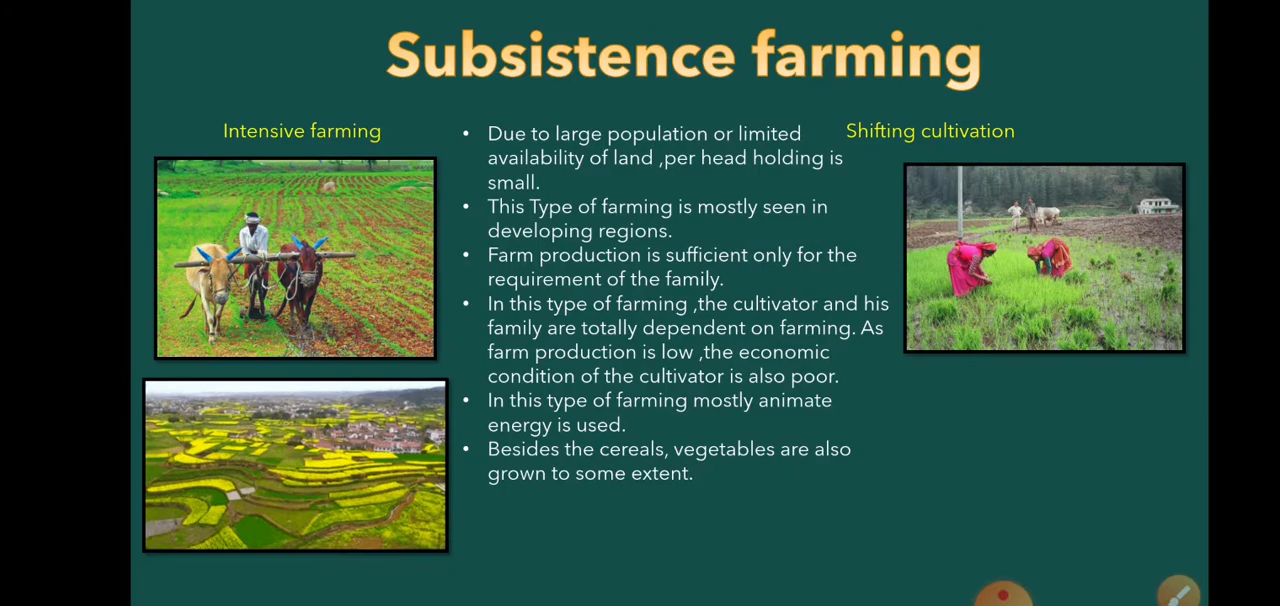 Subsistence farming
Intensive farming
• Due to large population or limited
availability of land ,per head holding is
small.
• This Type of farming is mostly seen in
developing regions.
• Farm production is sufficient only for the
requirement of the family.
• In this type of farming ,the cultivator and his
family are totally dependent on farming. As
farm production is low ,the economic
condition of the cultivator is also poor.
• In this type of farming mostly animate
energy is used.
• Besides the cereals, vegetables are also
grown to some extent.
Shifting cultivation